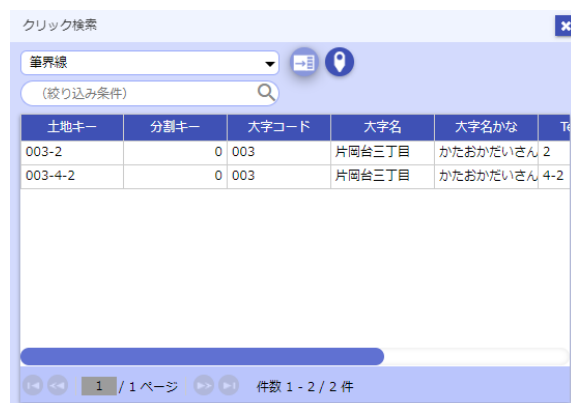 クリック検索
筆界線
(絞り込み条件)
土地キー 分割キー 大字コード 大字名 大字名かな Te
003-2 0 003 片岡台三丁目 かたおかだいさん 2
003-4-2 0 003 片岡台三丁目 かたおかだいさん 4-2
1 / 1 ページ 件数 1 - 2 / 2 件